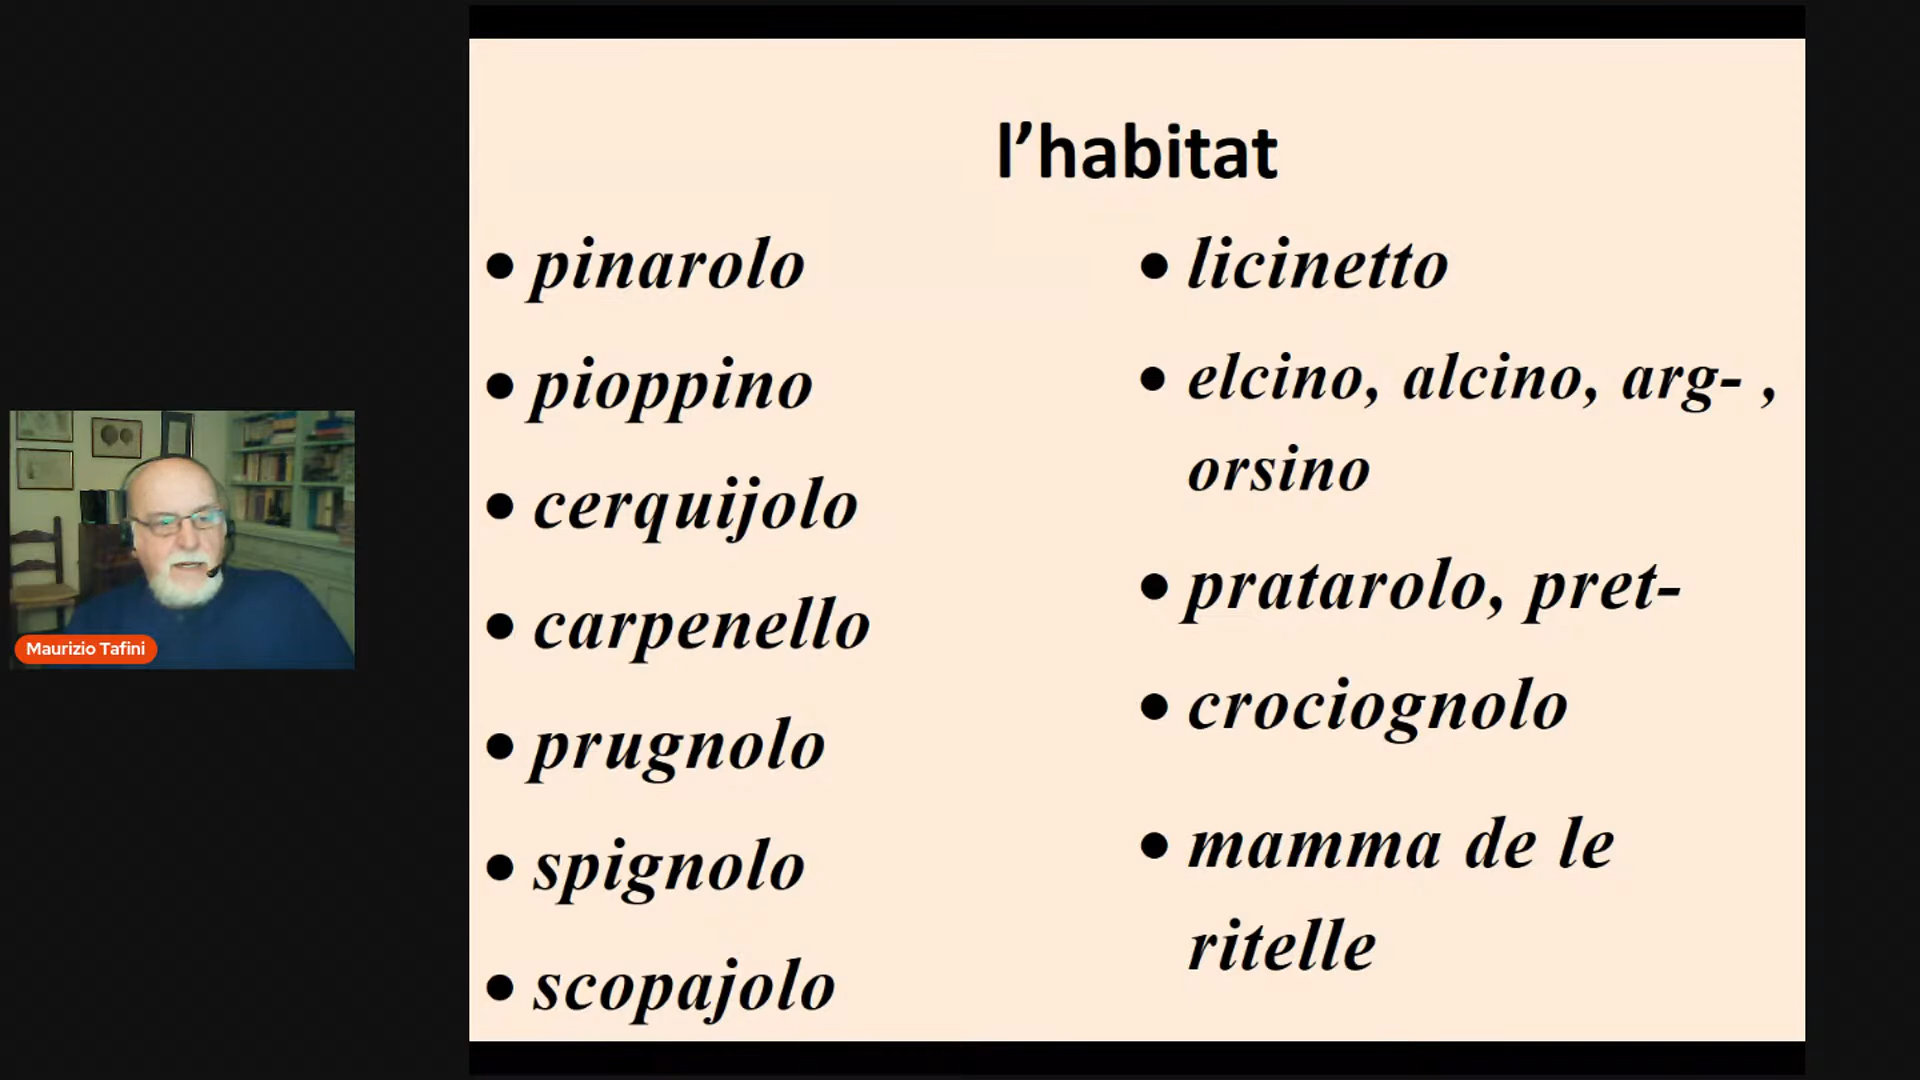 l’habitat
• pinarolo
• pioppino
• cerquijolo
• carpenello
• prugnolo
• spignolo
• scopajolo
• licinetto
• elcino, alcino, arg- ,
orsino
• pratarolo, pret-
• crociognolo
• mamma de le
ritelle
Maurizio Tafini